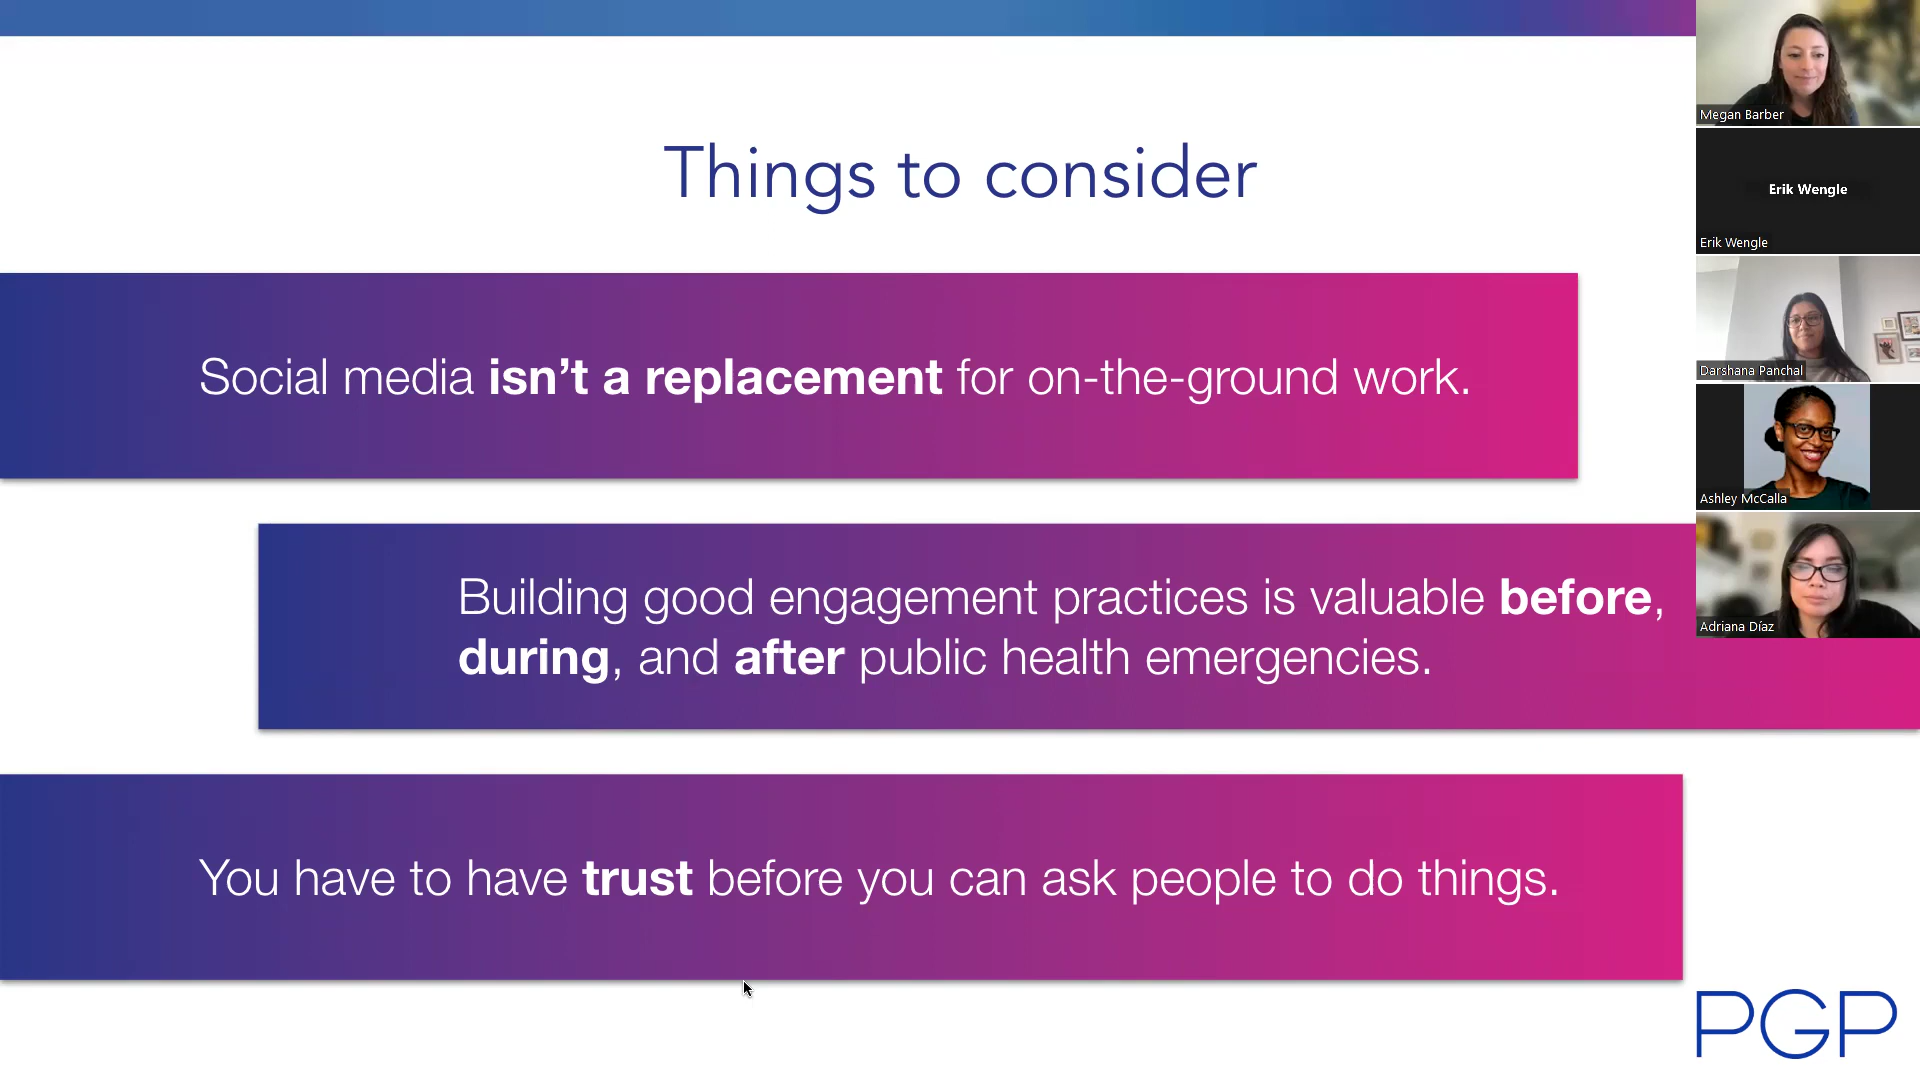 Things to consider
Social media isn’t a replacement for on-the-ground work.
Building good engagement practices is valuable before,
during, and after public health emergencies.
You have to have trust before you can ask people to do things.
PGP
Megan Barber
Erik Wengle
Erik Wengle
Darshana Panchal
Ashley McCalla
Adriana Díaz